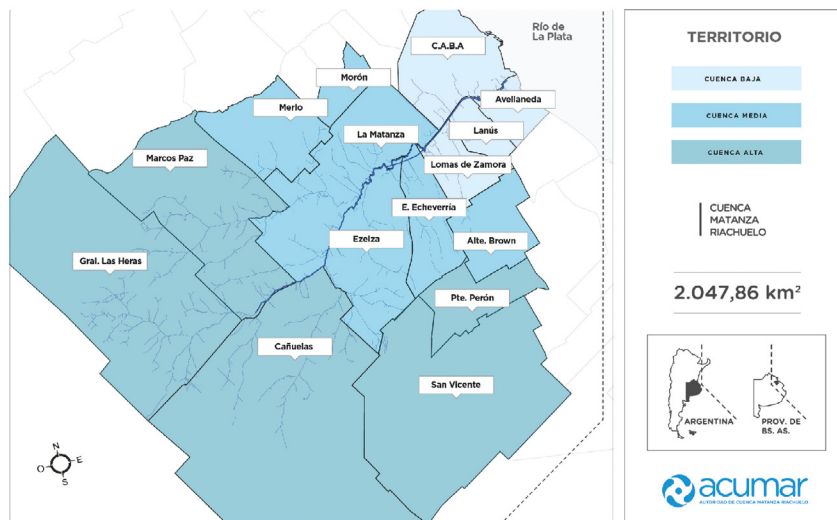 Río de
La Plata
C.A.B.A
Morón
Merlo
Avellaneda
La Matanza
Lanús
Marcos Paz
Lomas de Zamora
E. Echeverría
Ezeiza
Alte. Brown
Gral. Las Heras
Pte. Perón
Cañuelas
San Vicente
N
O
E
S
TERRITORIO
CUENCA BAJA
CUENCA MEDIA
CUENCA ALTA
CUENCA
MATANZA
RIACHUELO
2.047,86 km²
ARGENTINA
PROV. DE
BS. AS.
acumar
AUTORIDAD DE CUENCA MATANZA RIACHUELO